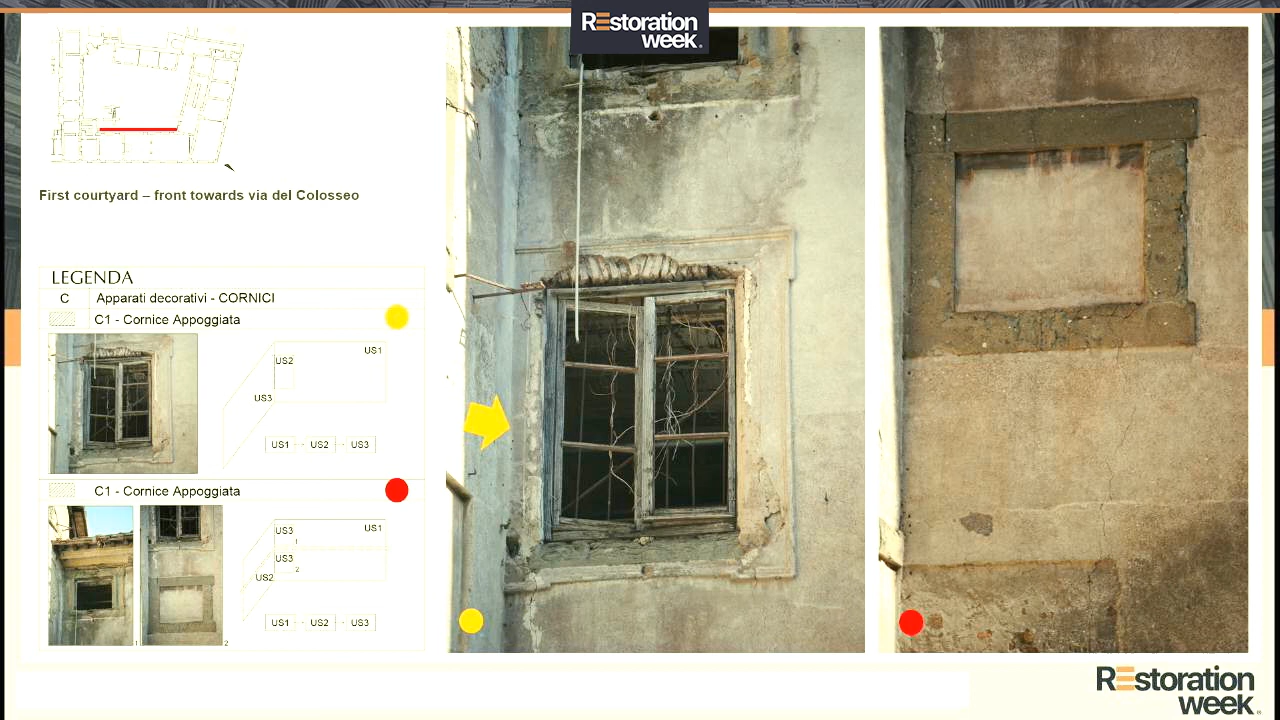 Restoration
week®
First courtyard – front towards via del Colosseo
LEGENDA
C Apparati decorativi - CORNICI
C1 - Cornice Appoggiata
US2 US1
US3
US1 - US2 - US3
C1 - Cornice Appoggiata
US3 US1
1
US3
2
US2
US1 - US2 - US3
1 2
Restoration
week®